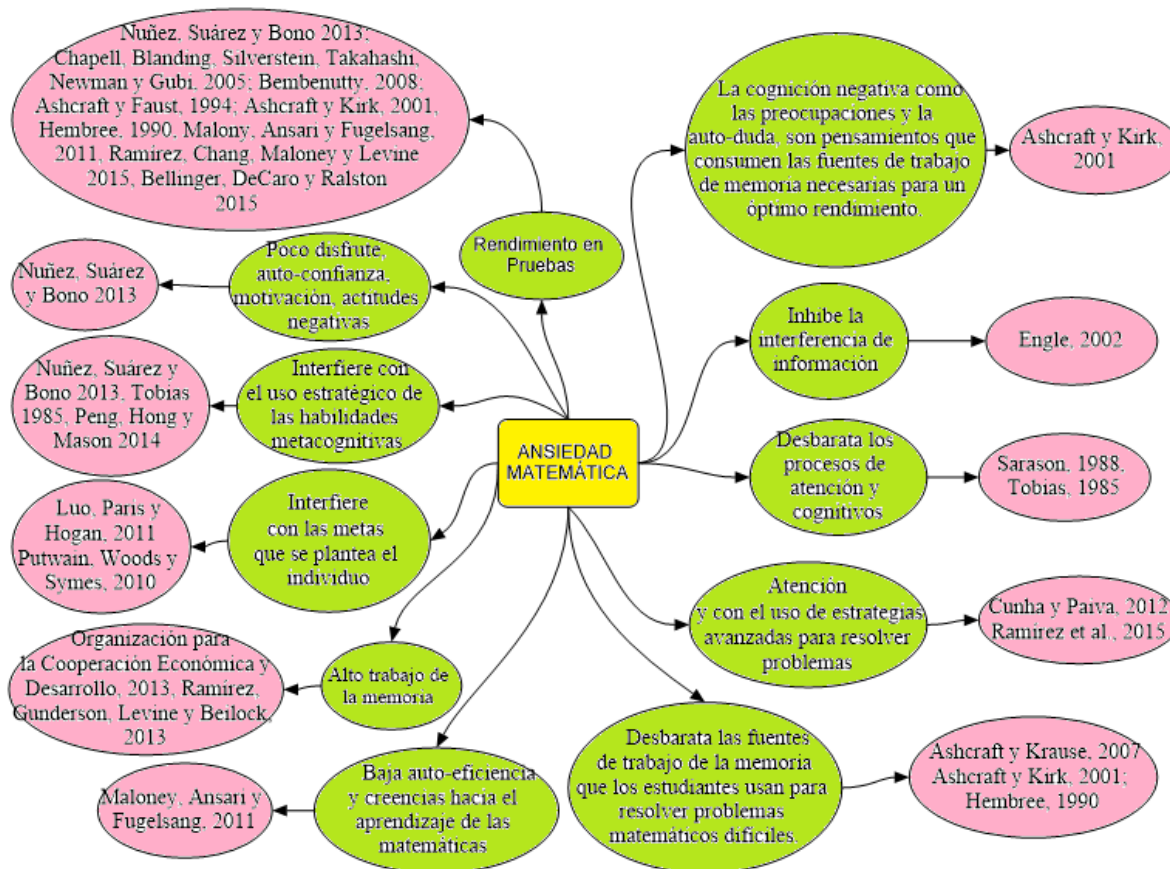 Nuñez, Suárez y Bono 2013;
Chapell, Blanding, Silverstein, Takahashi,
Newman y Gubi, 2005; Bembenutty, 2008;
Ashcraft y Faust, 1994; Ashcraft y Kirk, 2001,
Hembree, 1990, Malony, Ansari y Fugelsang,
2011, Ramírez, Chang, Maloney y Levine
2015, Bellinger, DeCaro y Ralston
2015
Rendimiento en
Pruebas
Nuñez, Suárez
y Bono 2013
Poco disfrute,
auto-confianza,
motivación, actitudes
negativas
Nuñez, Suárez y
Bono 2013, Tobias
1985, Peng, Hong y
Mason 2014
Interfiere con
el uso estratégico de
las habilidades
metacognitivas
Luo, Paris y
Hogan, 2011
Putwain, Woods y
Symes, 2010
Interfiere
con las metas
que se plantea el
individuo
Organización para
la Cooperación Económica y
Desarrollo, 2013, Ramírez,
Gunderson, Levine y Beilock,
2013
Alto trabajo de
la memoria
Maloney, Ansari y
Fugelsang, 2011
Baja auto-eficiencia
y creencias hacia el
aprendizaje de las
matemáticas
ANSIEDAD
MATEMÁTICA
La cognición negativa como
las preocupaciones y la
auto-duda, son pensamientos que
consumen las fuentes de trabajo
de memoria necesarias para un
óptimo rendimiento.
Ashcraft y Kirk,
2001
Inhibe la
interferencia de
información
Engle, 2002
Desbarata los
procesos de
atención y
cognitivos
Sarason, 1988,
Tobias, 1985
Atención
y con el uso de estrategias
avanzadas para resolver
problemas
Cunha y Paiva, 2012;
Ramírez et al., 2015
Desbarata las fuentes
de trabajo de la memoria
que los estudiantes usan para
resolver problemas
matemáticos difíciles.
Ashcraft y Krause, 2007
Ashcraft y Kirk, 2001;
Hembree, 1990